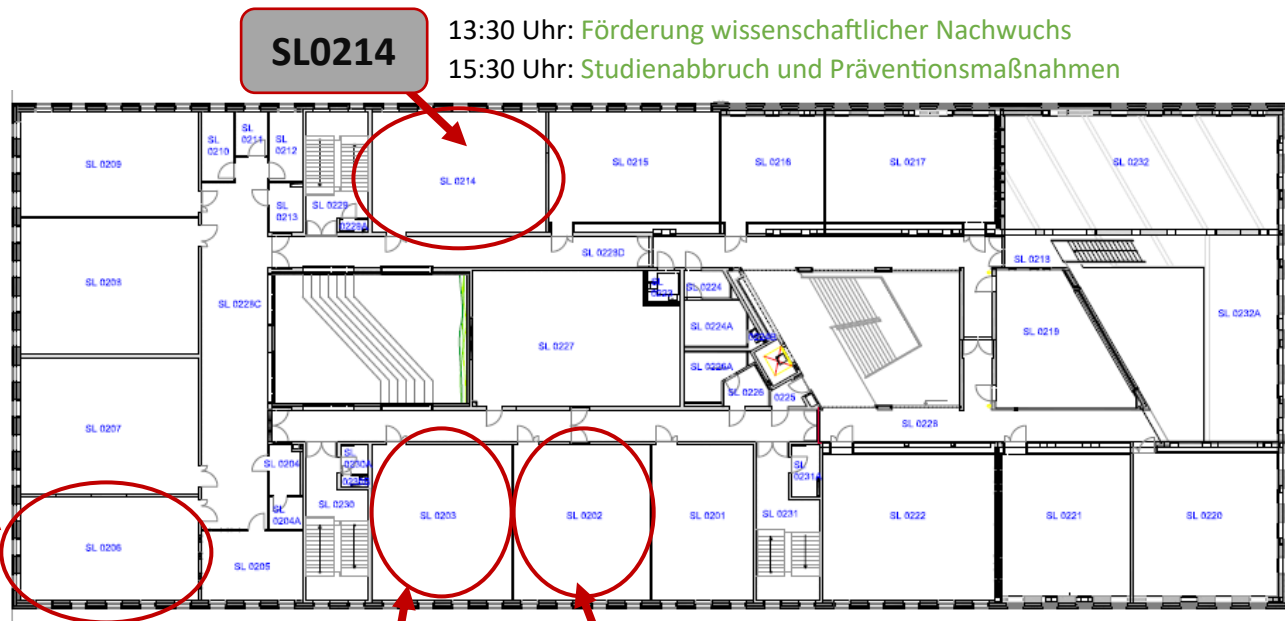 SL0214
13:30 Uhr: Förderung wissenschaftlicher Nachwuchs
15:30 Uhr: Studienabbruch und Präventionsmaßnahmen
SL 0209
SL 0210
SL 0211
SL 0212
SL 0213
SL 0229
0229A
SL 0214
SL 0215
SL 0216
SL 0217
SL 0232
SL 0208
SL 0228C
SL 0228D
SL 0218
SL 0224
SL 0224A
SL 0227
SL 0226A
SL 0226
0225
SL 0219
SL 0232A
SL 0207
SL 0228
SL 0204
SL 0204A
SL 0230
SL 0203
SL 0202
SL 0201
SL 0231A
SL 0231
SL 0222
SL 0221
SL 0220
SL 0206
SL 0205